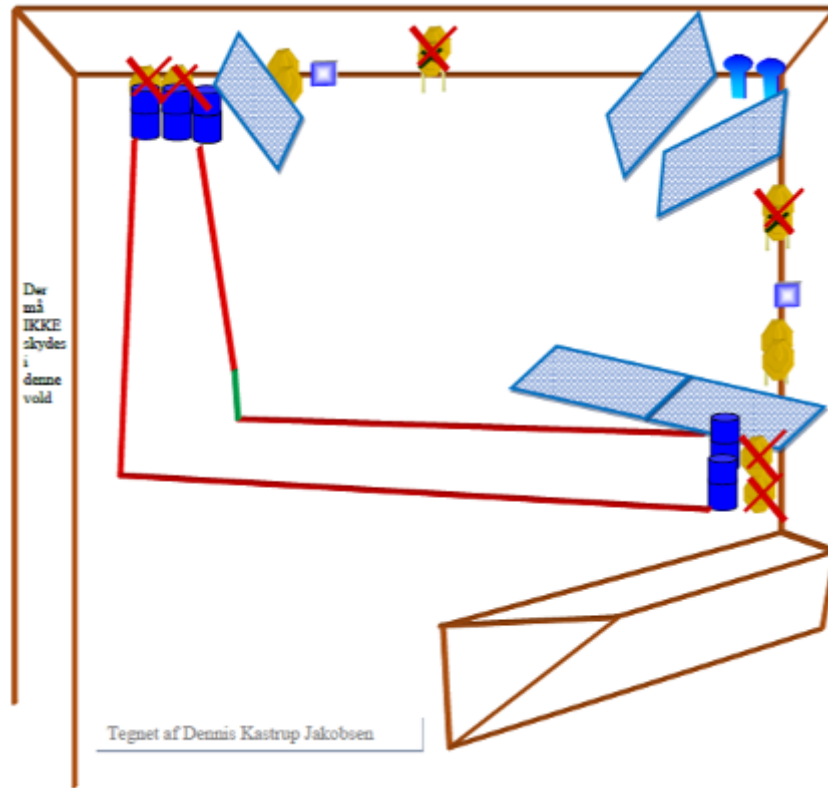 Der
må
IKKE
skydes
i
denne
vold
Tegnet af Dennis Kastrup Jakobsen